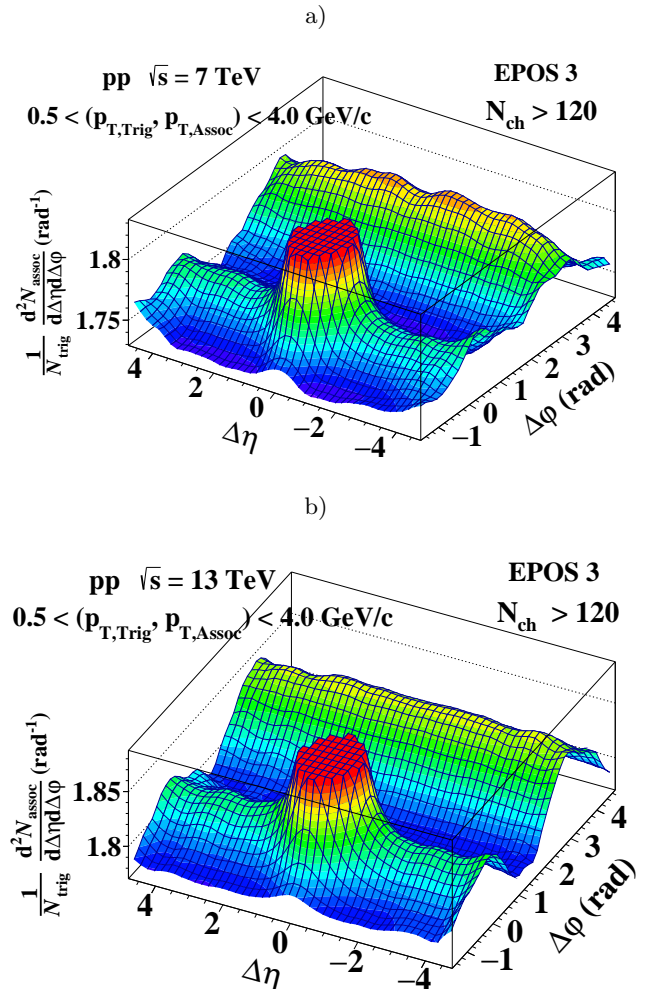 a)
pp √s = 7 TeV
EPOS 3
0.5 < (p_T,Trig, p_T,Assoc) < 4.0 GeV/c
N_ch > 120
1/N_trig d²N_assoc/dΔηdΔφ (rad⁻¹)
1.8
1.75
4 2 0 −2 −4
Δη
−1 0 1 2 3 4
Δφ (rad)
b)
pp √s = 13 TeV
EPOS 3
0.5 < (p_T,Trig, p_T,Assoc) < 4.0 GeV/c
N_ch > 120
1/N_trig d²N_assoc/dΔηdΔφ (rad⁻¹)
1.85
1.8
4 2 0 −2 −4
Δη
−1 0 1 2 3 4
Δφ (rad)